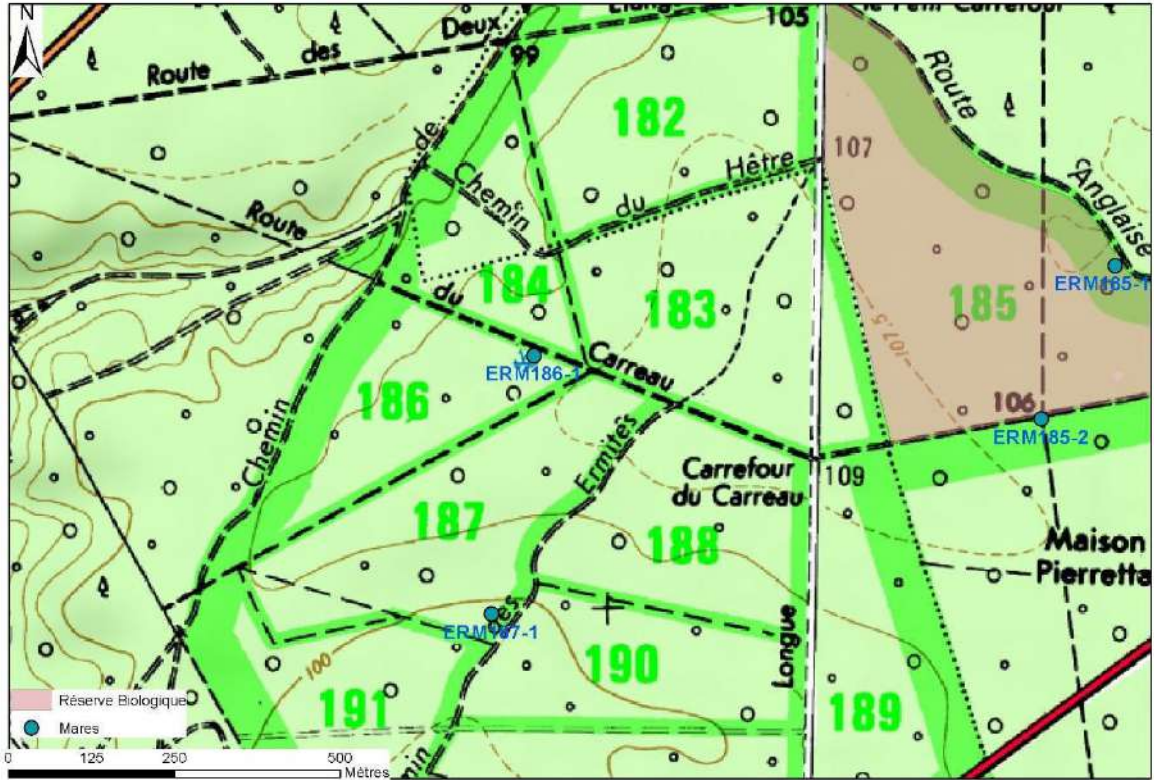 N
Deux
105
Route
des
99
de
Route
182
107
Hêtre
du
Chemin
Anglaise
Route
ERM185-1
184
183
185
107,5
du
Carreau
ERM186-1
186
Chemin
106
ERM185-2
Ermites
Carrefour
du Carreau
109
187
188
Maison
Pierretta
ERM187-1
des
Longue
100
190
191
189
Réserve Biologique
Mares
0 125 250 500
Mètres